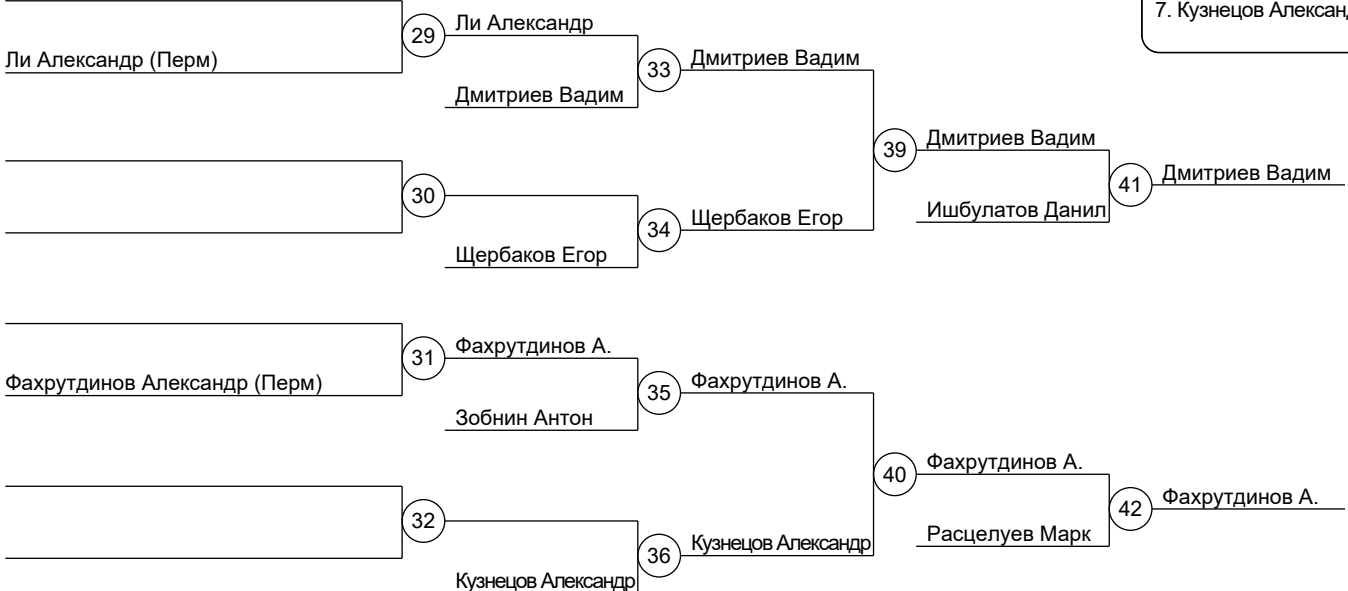 7. Кузнецов Александ
29
Ли Александр
Ли Александр (Перм)
33
Дмитриев Вадим
Дмитриев Вадим
39
Дмитриев Вадим
41
Дмитриев Вадим
30
Ишбулатов Данил
34
Щербаков Егор
Щербаков Егор
31
Фахрутдинов А.
Фахрутдинов Александр (Перм)
35
Фахрутдинов А.
Зобнин Антон
40
Фахрутдинов А.
42
Фахрутдинов А.
32
Расцелуев Марк
36
Кузнецов Александр
Кузнецов Александр